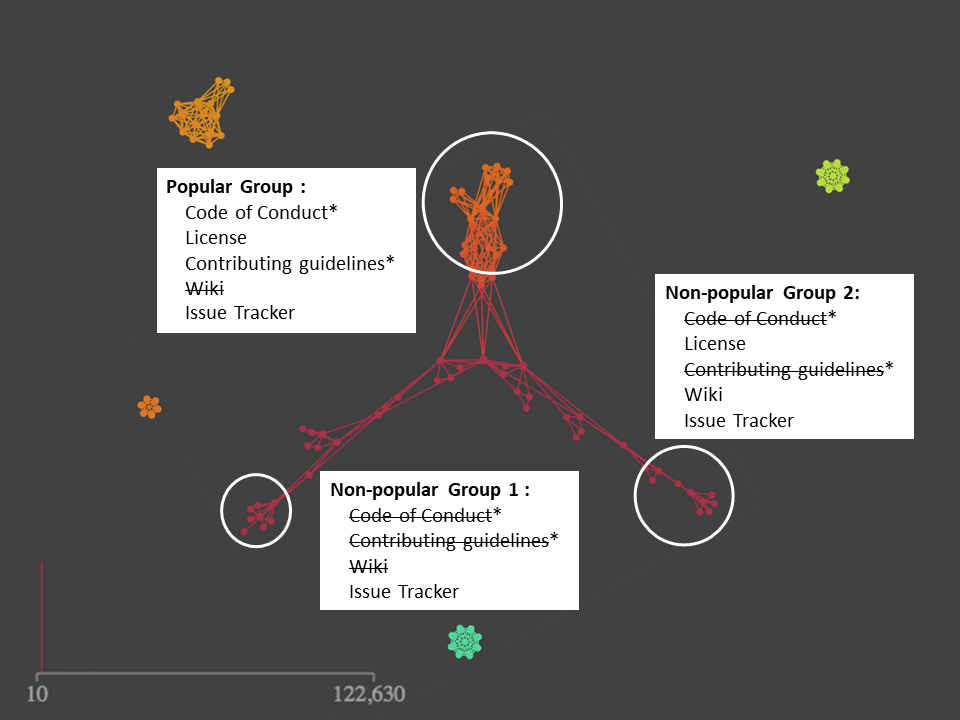 Popular Group :
Code of Conduct*
License
Contributing guidelines*
Wiki
Issue Tracker
Non-popular Group 2:
Code of Conduct*
License
Contributing guidelines*
Wiki
Issue Tracker
Non-popular Group 1 :
Code of Conduct*
Contributing guidelines*
Wiki
Issue Tracker
10
122,630